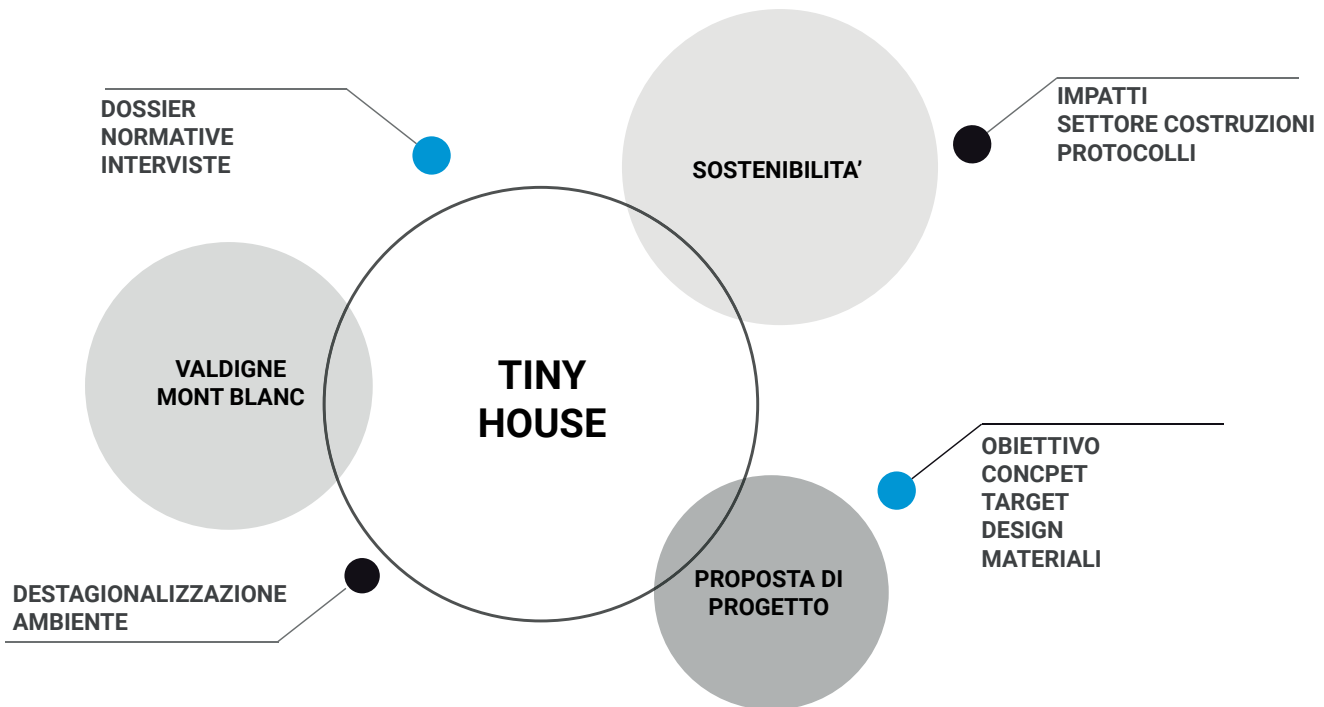 DOSSIER
NORMATIVE
INTERVISTE
IMPATTI
SETTORE COSTRUZIONI
PROTOCOLLI
SOSTENIBILITA’
VALDIGNE
MONT BLANC
TINY
HOUSE
OBIETTIVO
CONCPET
TARGET
DESIGN
MATERIALI
PROPOSTA DI
PROGETTO
DESTAGIONALIZZAZIONE
AMBIENTE